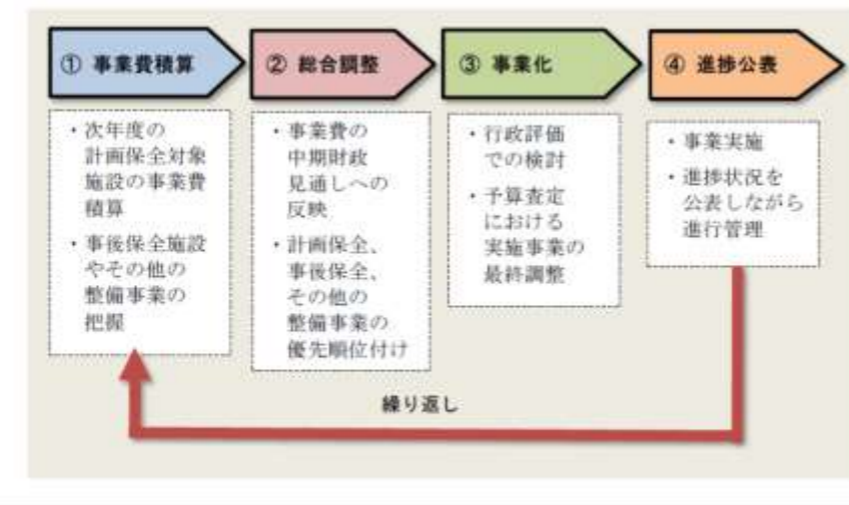 ① 事業費積算
・次年度の
計画保全対象
施設の事業費
積算
・事後保全施設
やその他の
整備事業の
把握
② 総合調整
・事業費の
中期財政
見通しへの
反映
・計画保全、
事後保全、
その他の
整備事業の
優先順位付け
③ 事業化
・行政評価
での検討
・予算査定
における
実施事業の
最終調整
④ 進捗公表
・事業実施
・進捗状況を
公表しながら
進行管理
繰り返し